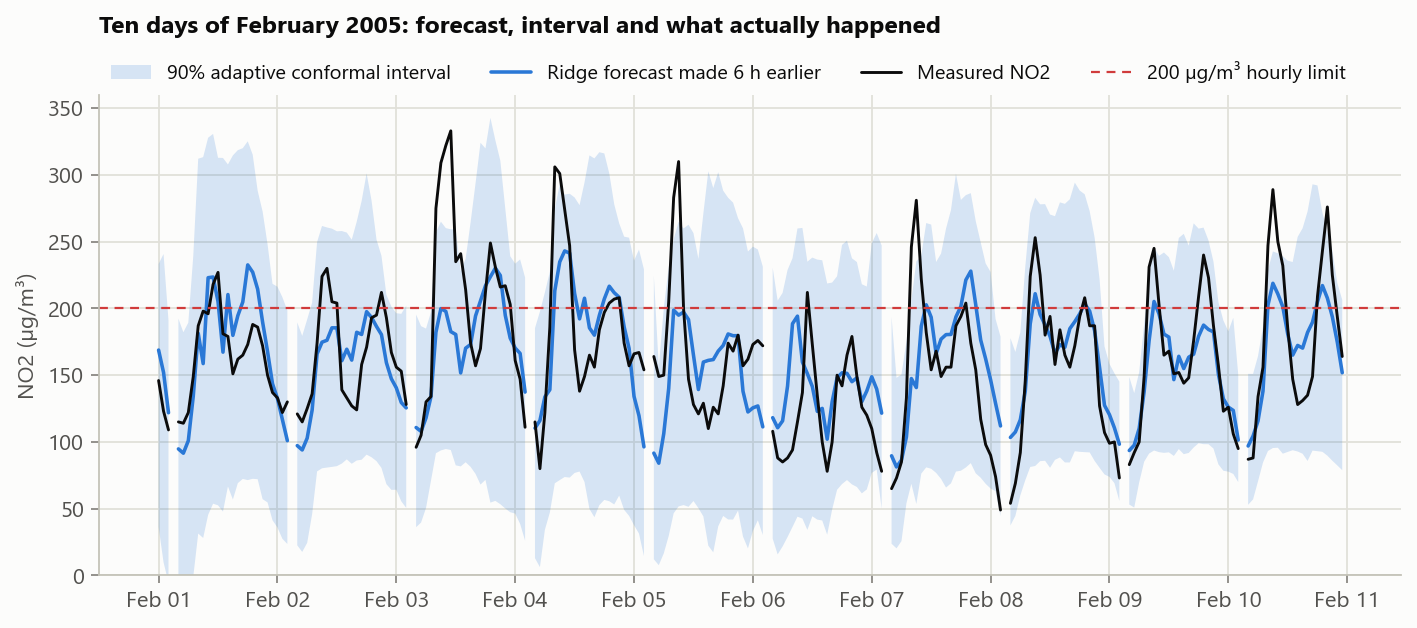 Ten days of February 2005: forecast, interval and what actually happened
90% adaptive conformal interval Ridge forecast made 6 h earlier Measured NO2 200 µg/m³ hourly limit
350
300
250
200
150
100
50
0
NO2 (µg/m³)
Feb 01 Feb 02 Feb 03 Feb 04 Feb 05 Feb 06 Feb 07 Feb 08 Feb 09 Feb 10 Feb 11